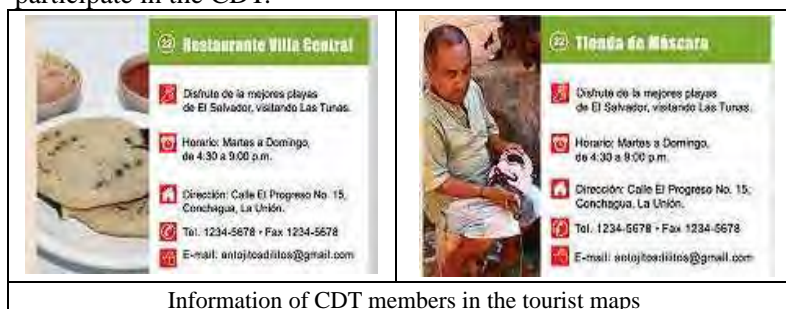 participate in the CDT.
22 Restaurante Villa Central
Disfrute de la mejores playas
de El Salvador, visitando Las Tunas.
Horario: Martes a Domingo,
de 4:30 a 9:00 p.m.
Dirección: Calle El Progreso No. 15,
Conchagua, La Unión.
Tel. 1234-5678 • Fax 1234-5678
E-mail: antojitosdilitos@gmail.com
22 Tienda de Máscara
Disfrute de la mejores playas
de El Salvador, visitando Las Tunas.
Horario: Martes a Domingo,
de 4:30 a 9:00 p.m.
Dirección: Calle El Progreso No. 15,
Conchagua, La Unión.
Tel. 1234-5678 • Fax 1234-5678
E-mail: antojitosdilitos@gmail.com
Information of CDT members in the tourist maps